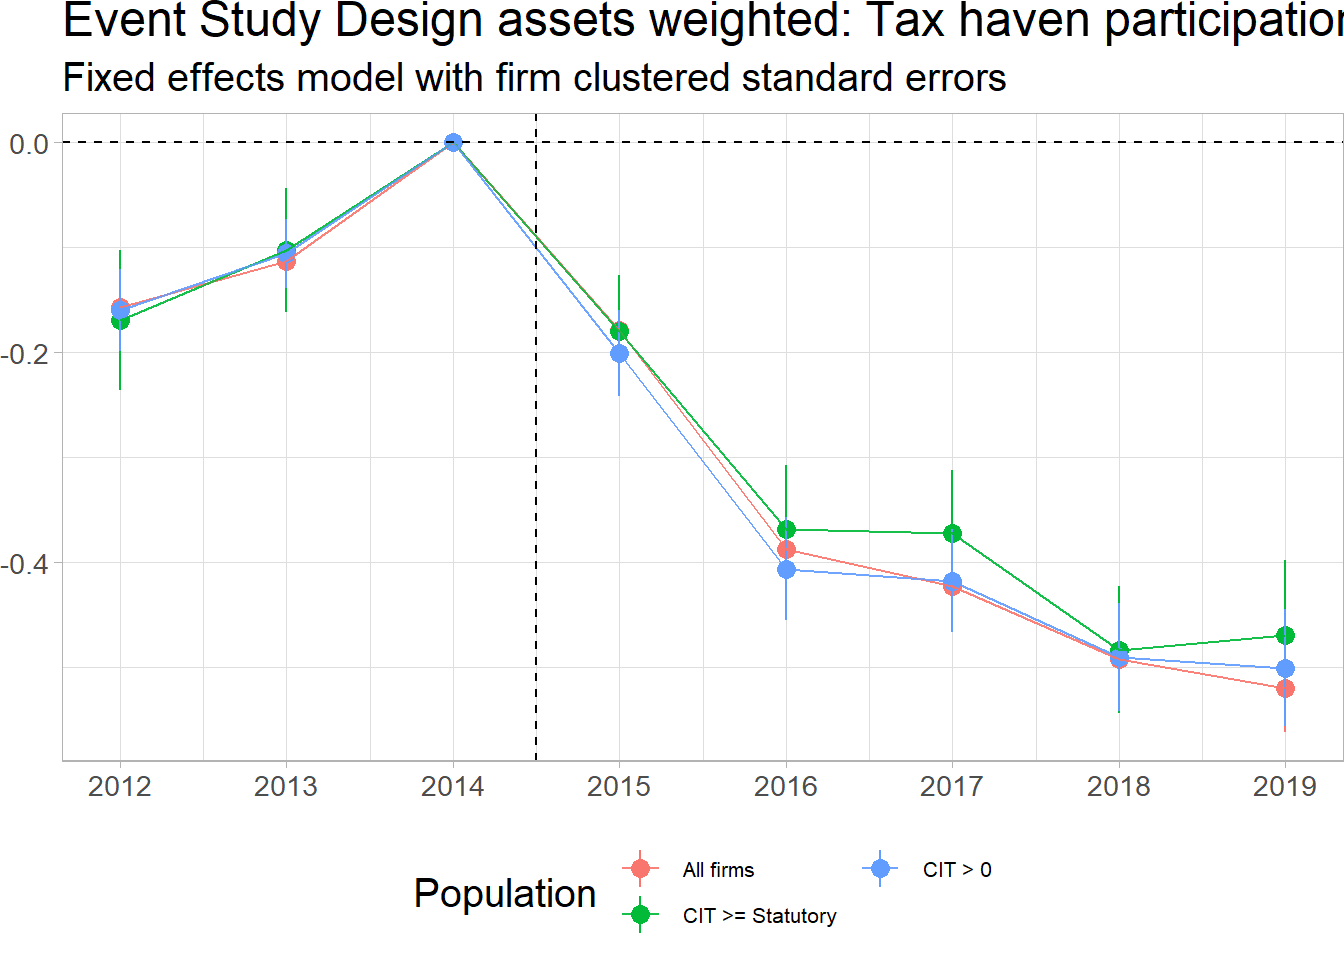 Event Study Design assets weighted: Tax haven participation
Fixed effects model with firm clustered standard errors
0.0
-0.2
-0.4
2012 2013 2014 2015 2016 2017 2018 2019
Population
All firms
CIT > 0
CIT >= Statutory